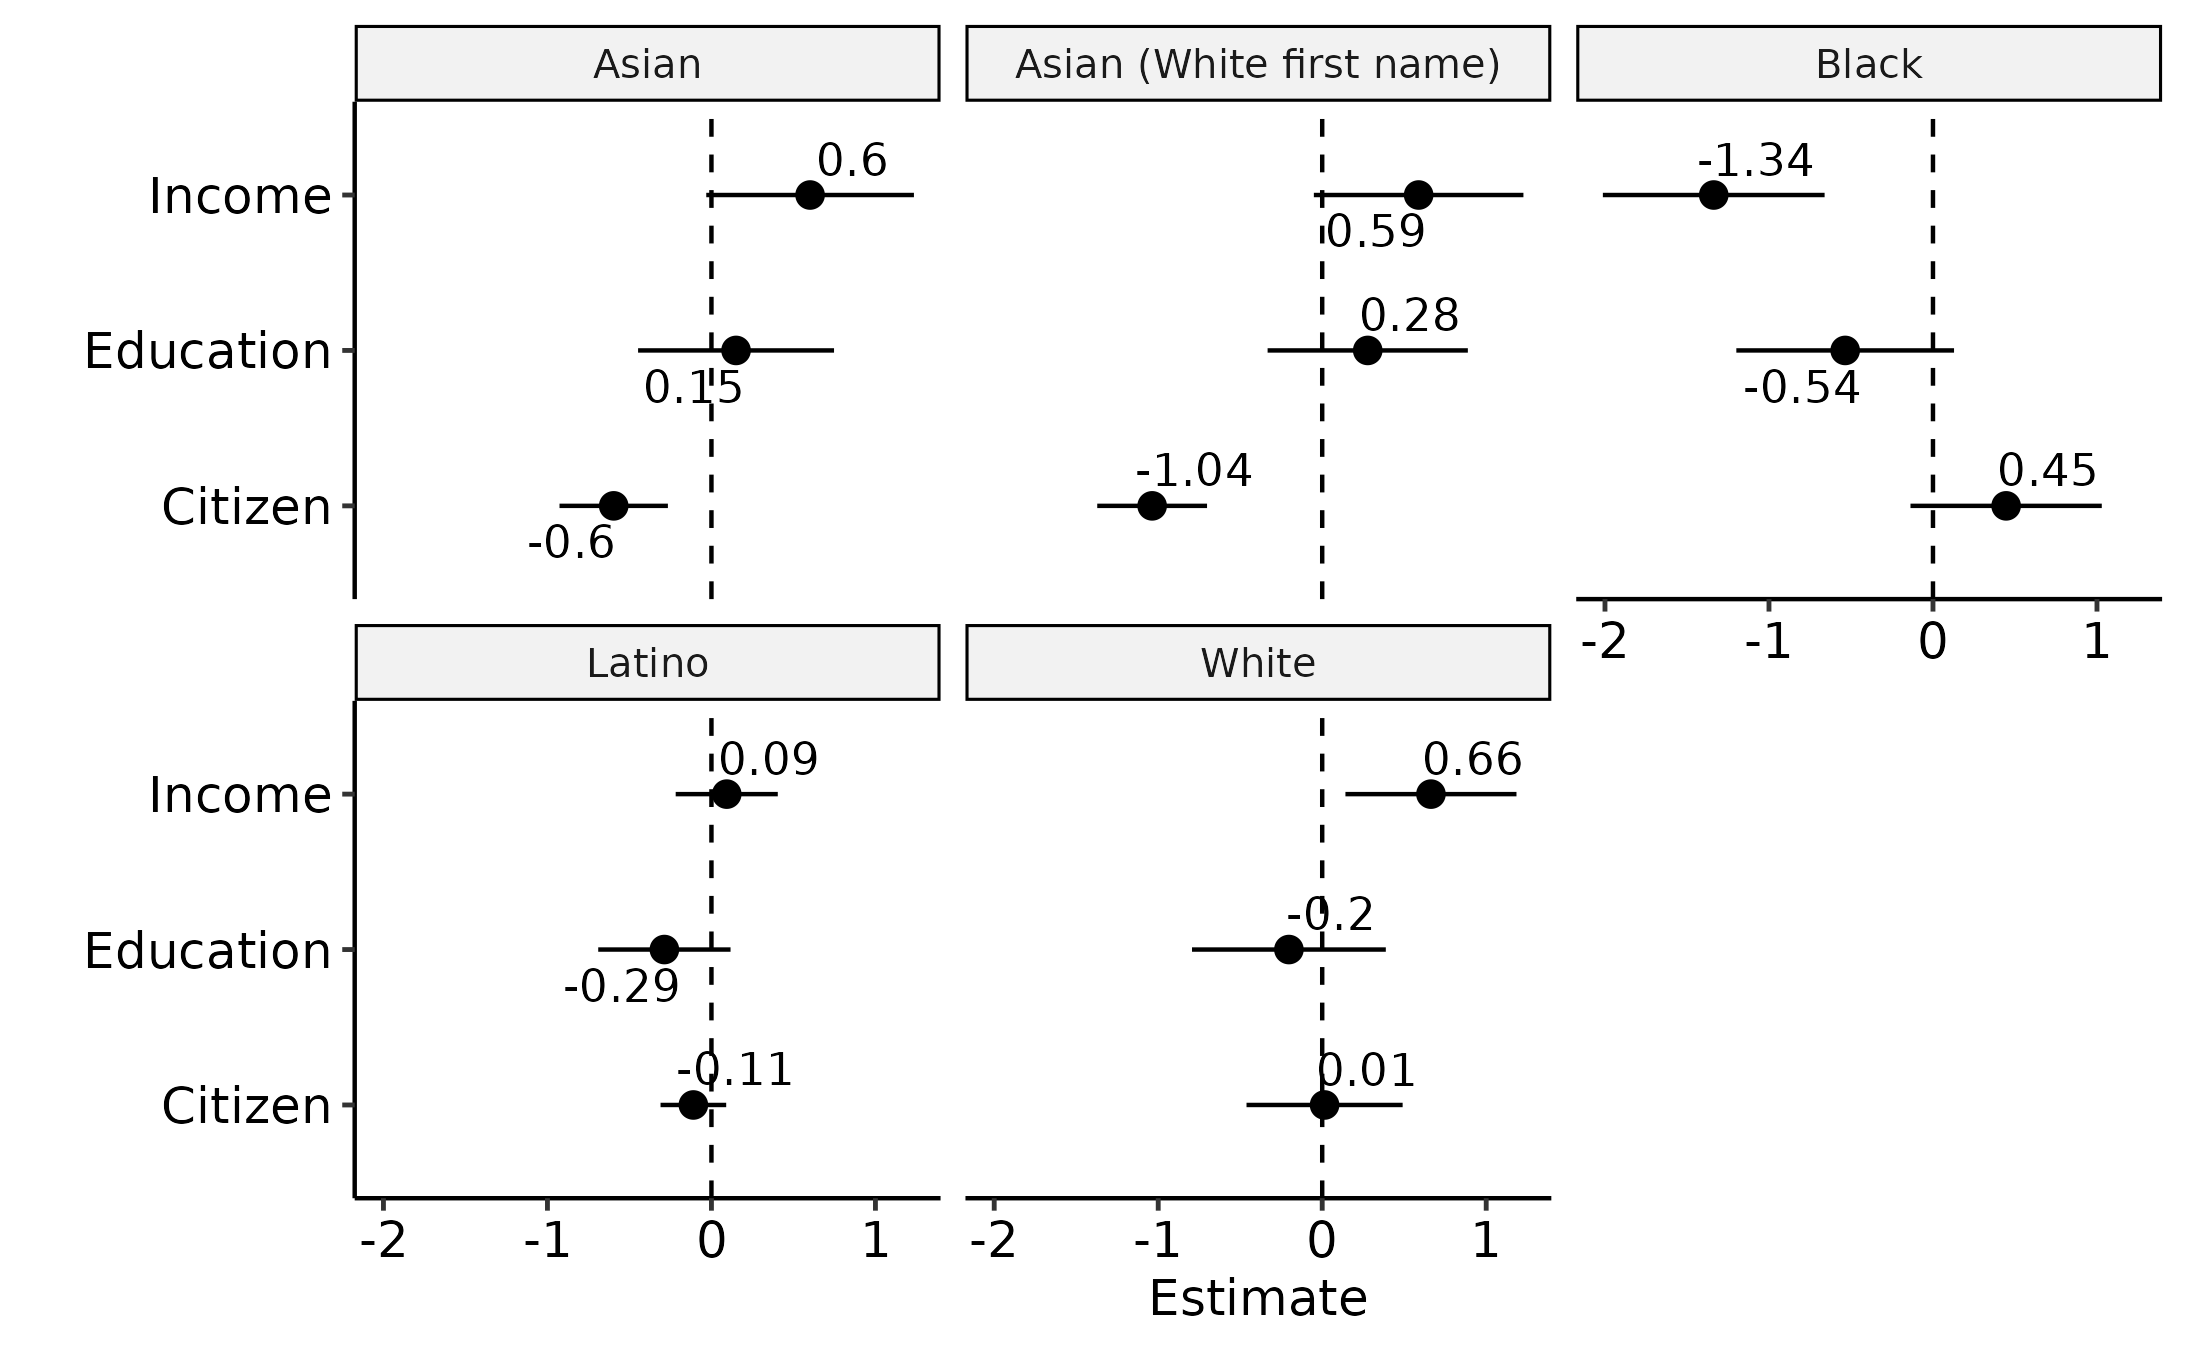 Asian
Asian (White first name)
Black
Income
0.6
0.59
-1.34
Education
0.15
0.28
-0.54
Citizen
-0.6
-1.04
0.45
-2 -1 0 1
Latino
White
Income
0.09
0.66
Education
-0.29
-0.2
Citizen
-0.11
0.01
-2 -1 0 1
-2 -1 0 1
Estimate